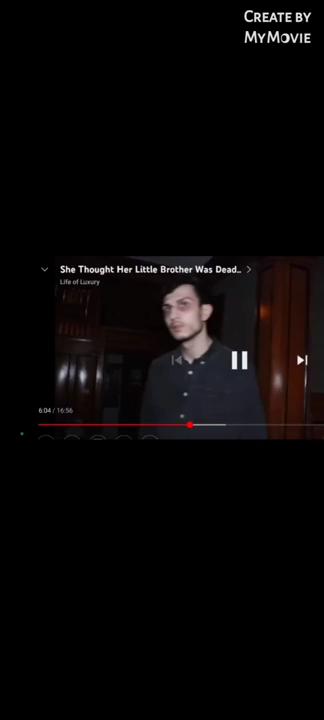 CREATE BY
MYMOVIE
She Thought Her Little Brother Was Dead..
Life of Luxury
6:04 / 16:56